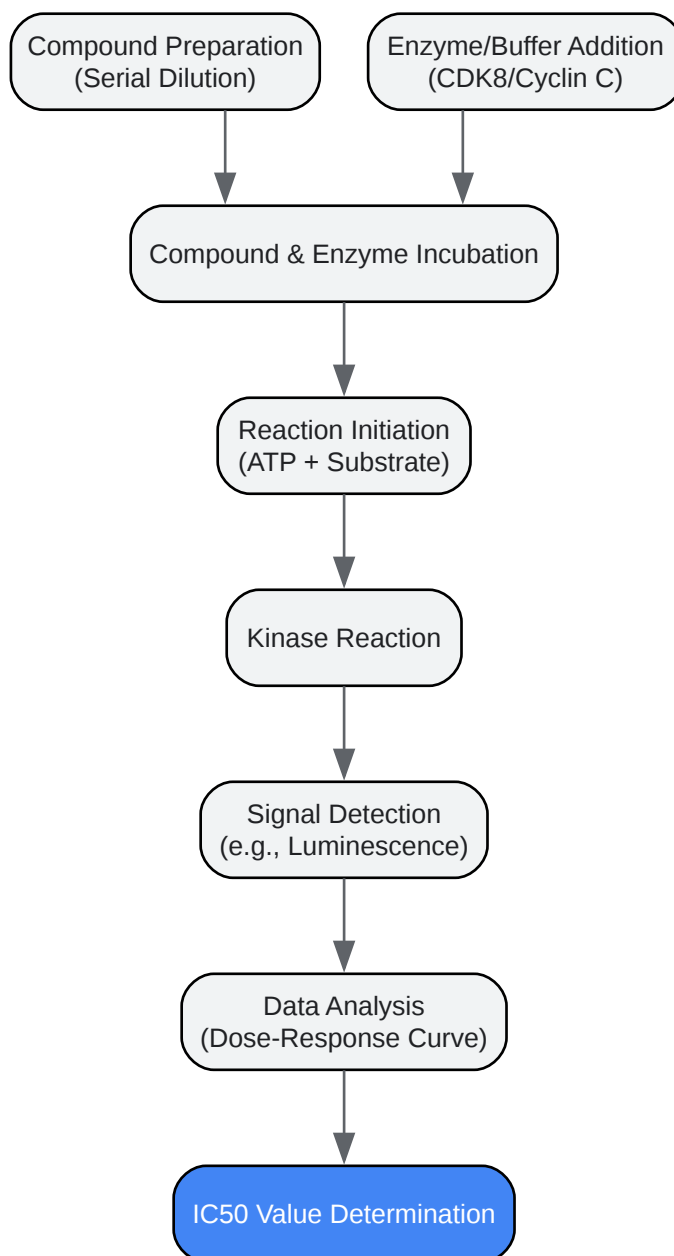 Compound Preparation
(Serial Dilution)
Enzyme/Buffer Addition
(CDK8/Cyclin C)
Compound & Enzyme Incubation
Reaction Initiation
(ATP + Substrate)
Kinase Reaction
Signal Detection
(e.g., Luminescence)
Data Analysis
(Dose-Response Curve)
IC50 Value Determination